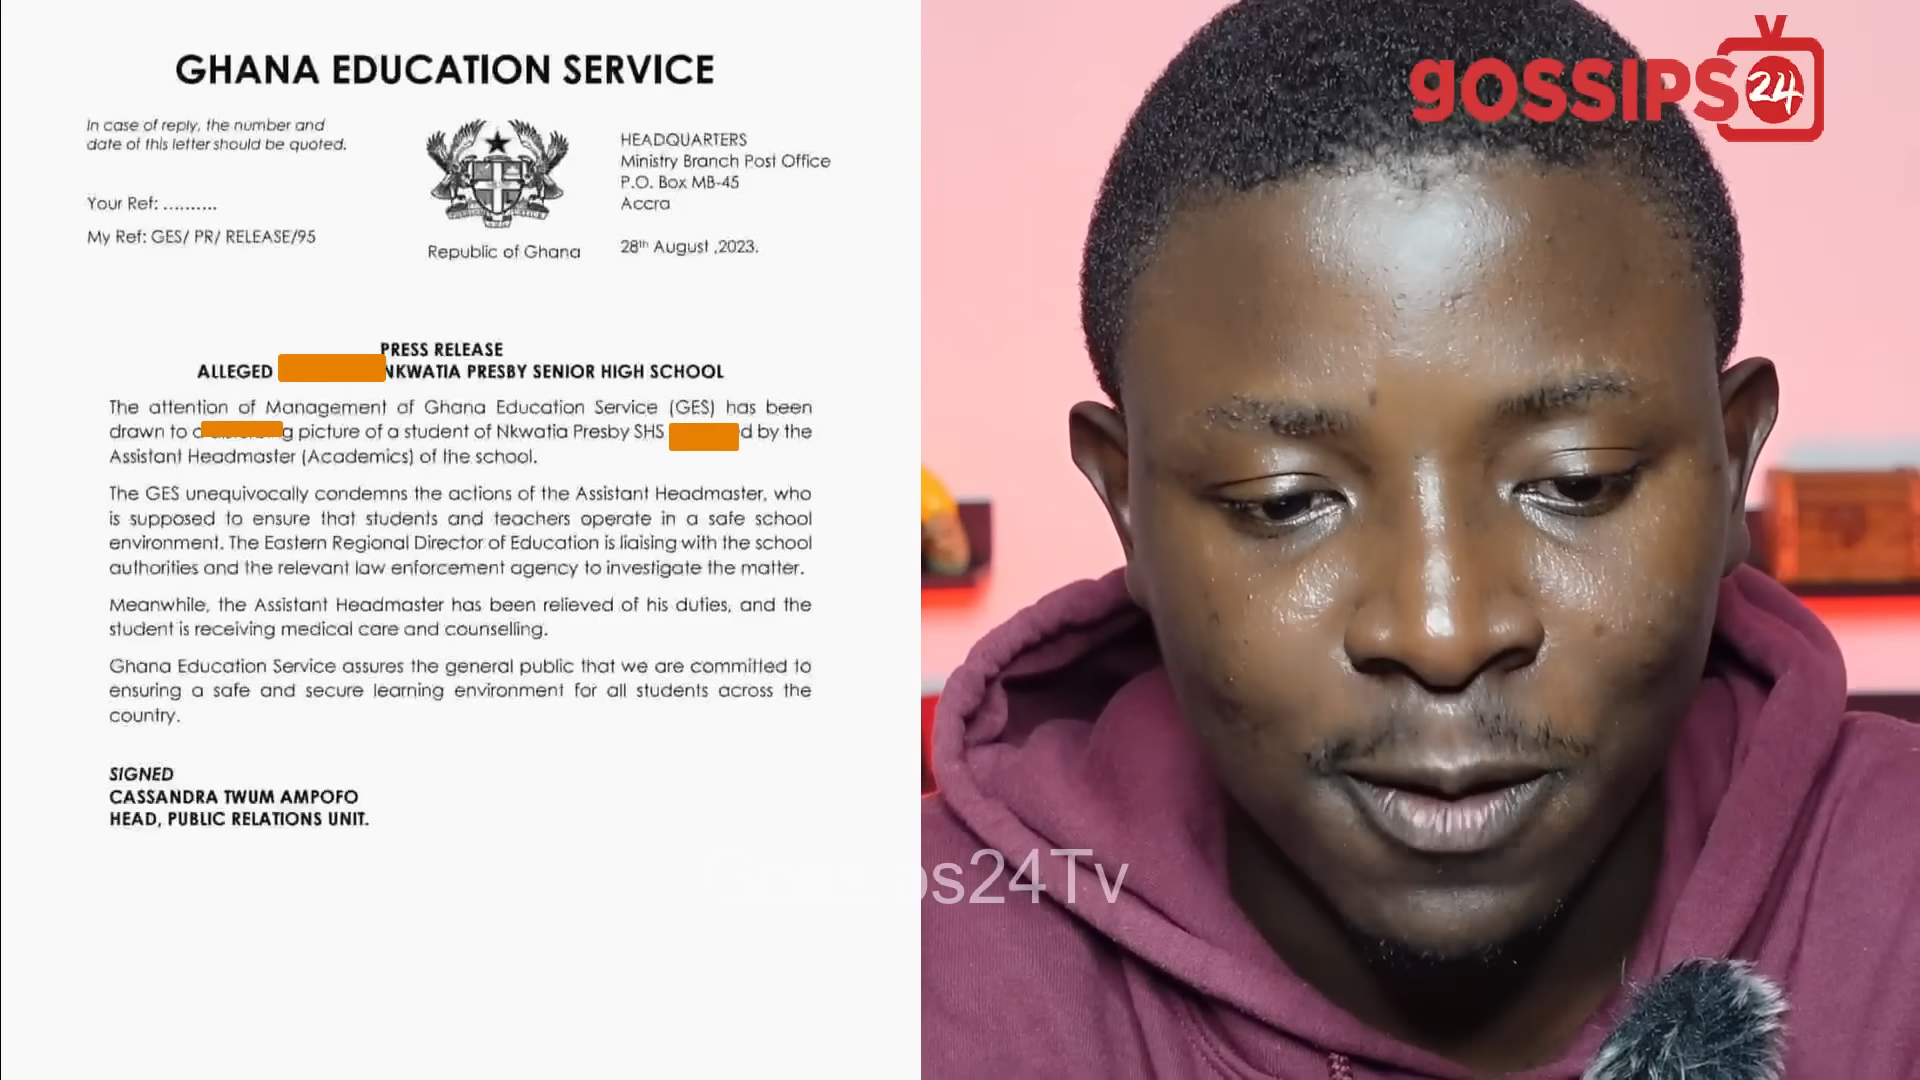 GHANA EDUCATION SERVICE
In case of reply, the number and
date of this letter should be quoted.
Your Ref: ..........
My Ref: GES/ PR/ RELEASE/95
Republic of Ghana
HEADQUARTERS
Ministry Branch Post Office
P.O. Box MB-45
Accra
28th August ,2023.
PRESS RELEASE
ALLEGED NKWATIA PRESBY SENIOR HIGH SCHOOL
The attention of Management of Ghana Education Service (GES) has been
drawn to picture of a student of Nkwatia Presby SHS by the
Assistant Headmaster (Academics) of the school.
The GES unequivocally condemns the actions of the Assistant Headmaster, who
is supposed to ensure that students and teachers operate in a safe school
environment. The Eastern Regional Director of Education is liaising with the school
authorities and the relevant law enforcement agency to investigate the matter.
Meanwhile, the Assistant Headmaster has been relieved of his duties, and the
student is receiving medical care and counselling.
Ghana Education Service assures the general public that we are committed to
ensuring a safe and secure learning environment for all students across the
country.
SIGNED
CASSANDRA TWUM AMPOFO
HEAD, PUBLIC RELATIONS UNIT.
gOSSIPS 24
Gossips24Tv